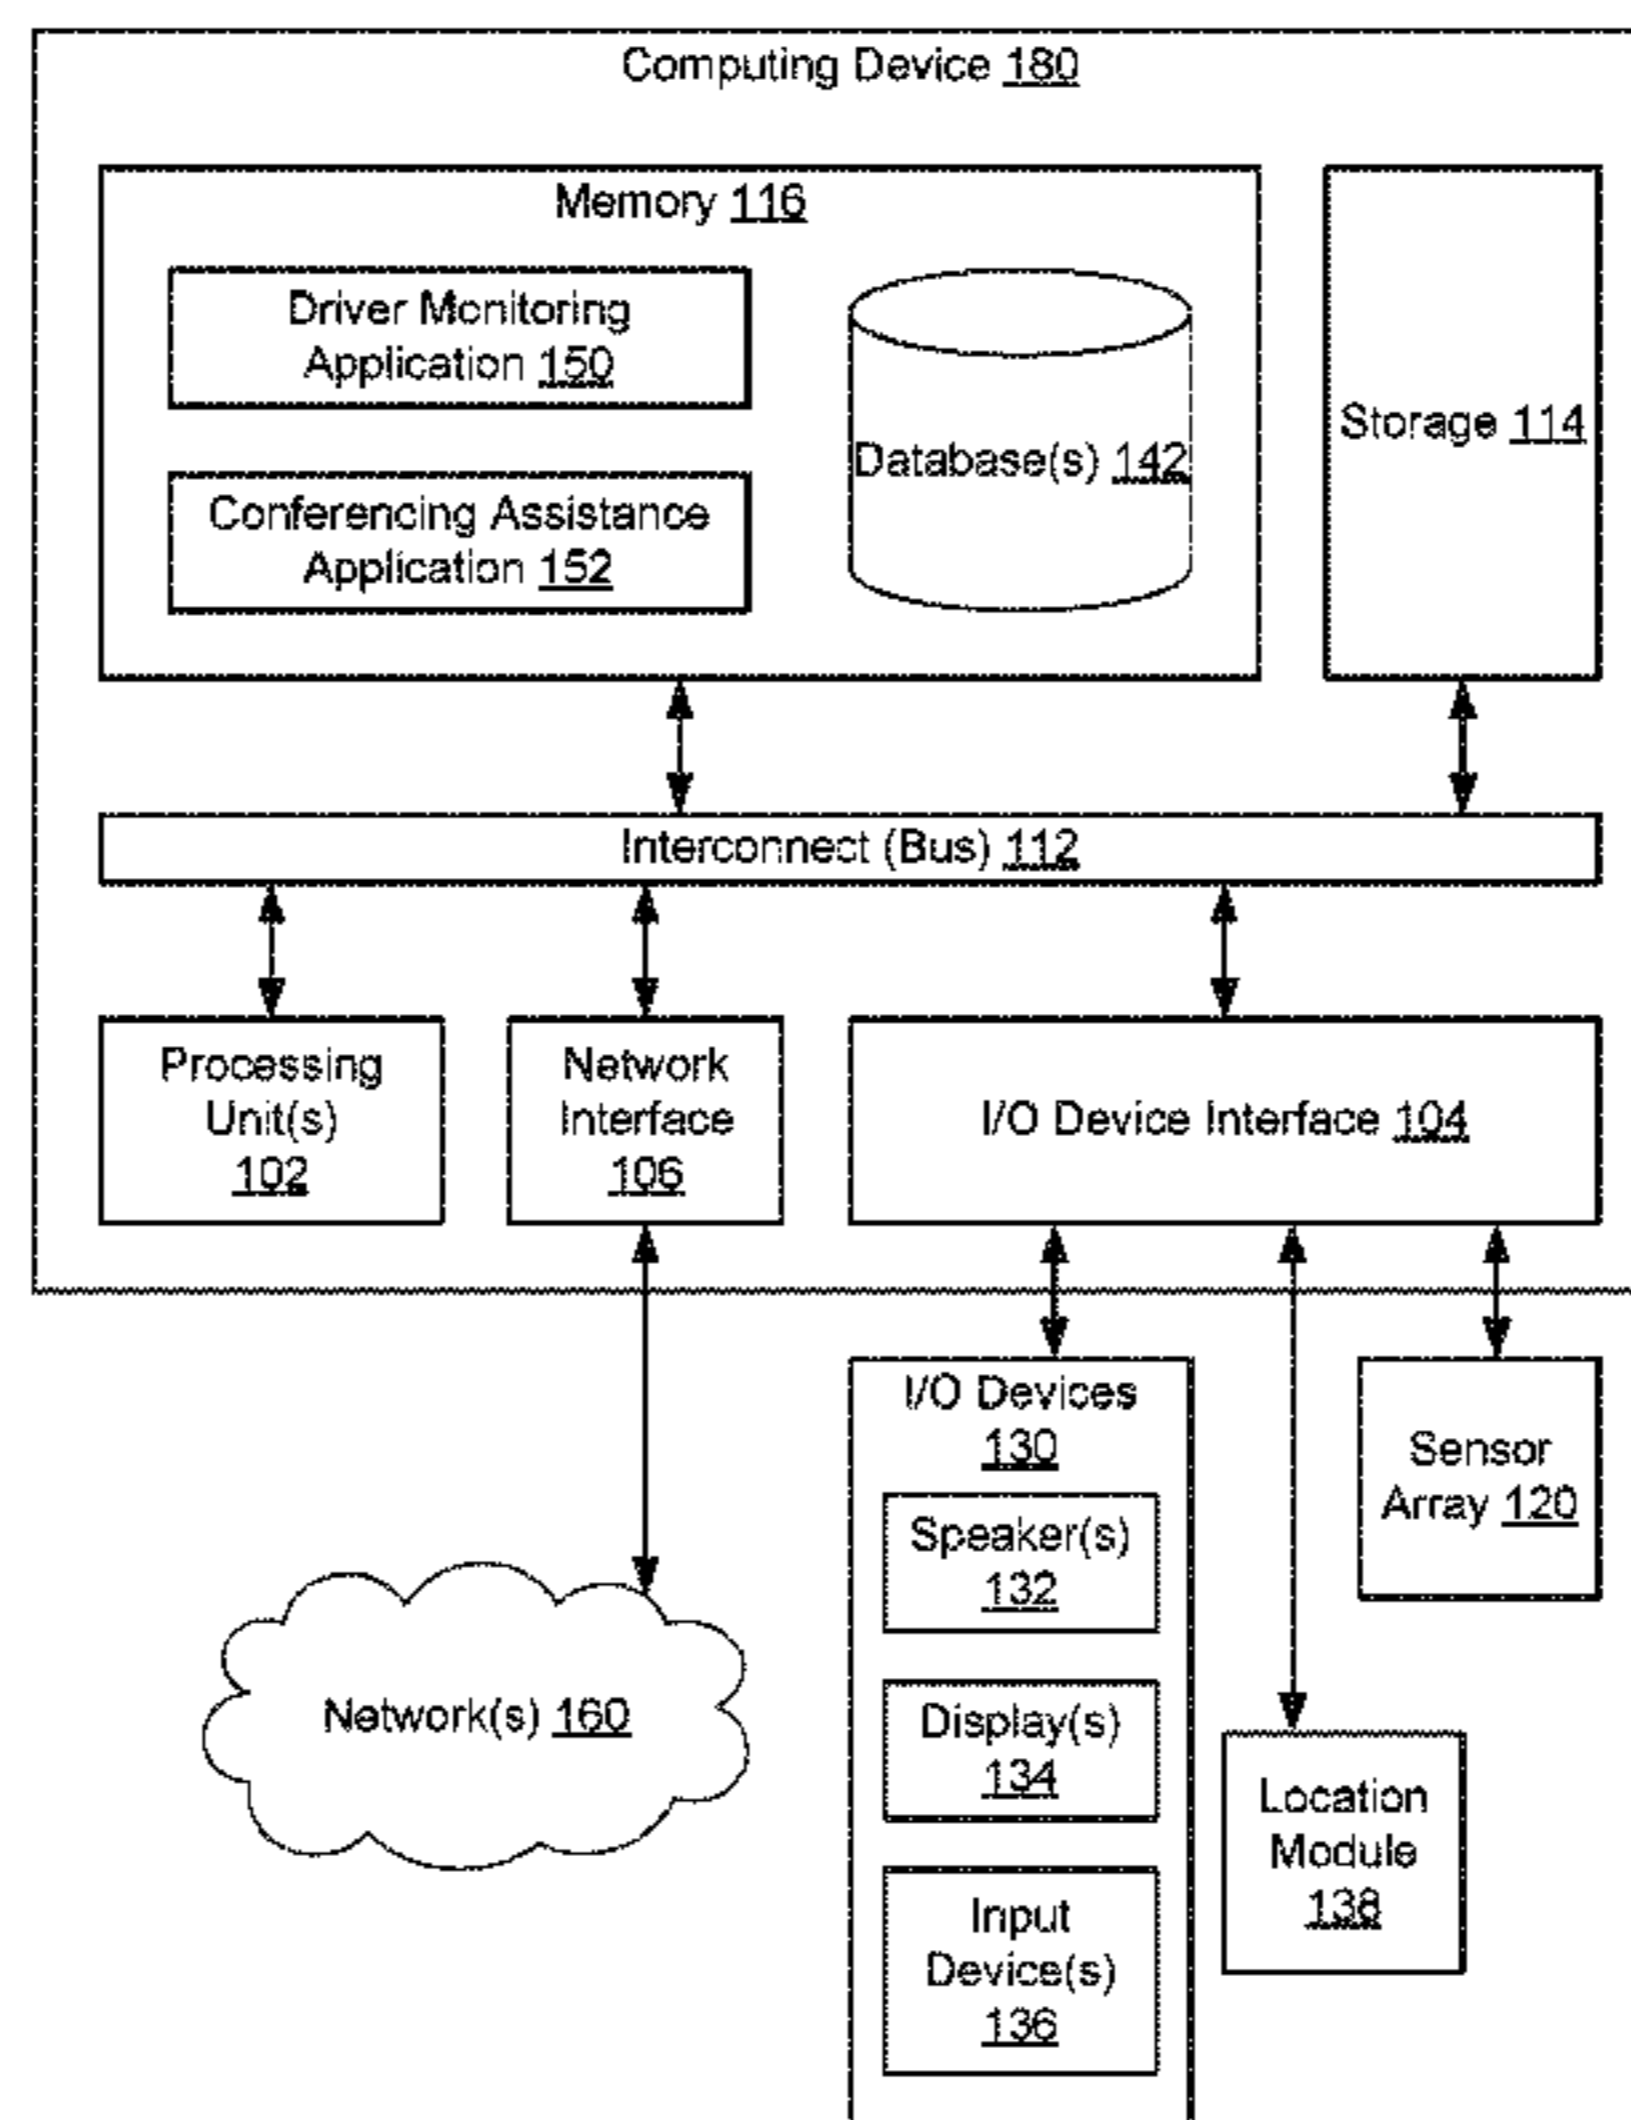 Computing Device 180
Memory 116
Driver Monitoring
Application 150
Conferencing Assistance
Application 152
Database(s) 142
Storage 114
Interconnect (Bus) 112
Processing
Unit(s)
102
Network
Interface
106
I/O Device Interface 104
I/O Devices
130
Speaker(s)
132
Display(s)
134
Input
Device(s)
136
Sensor
Array 120
Location
Module
138
Network(s) 160